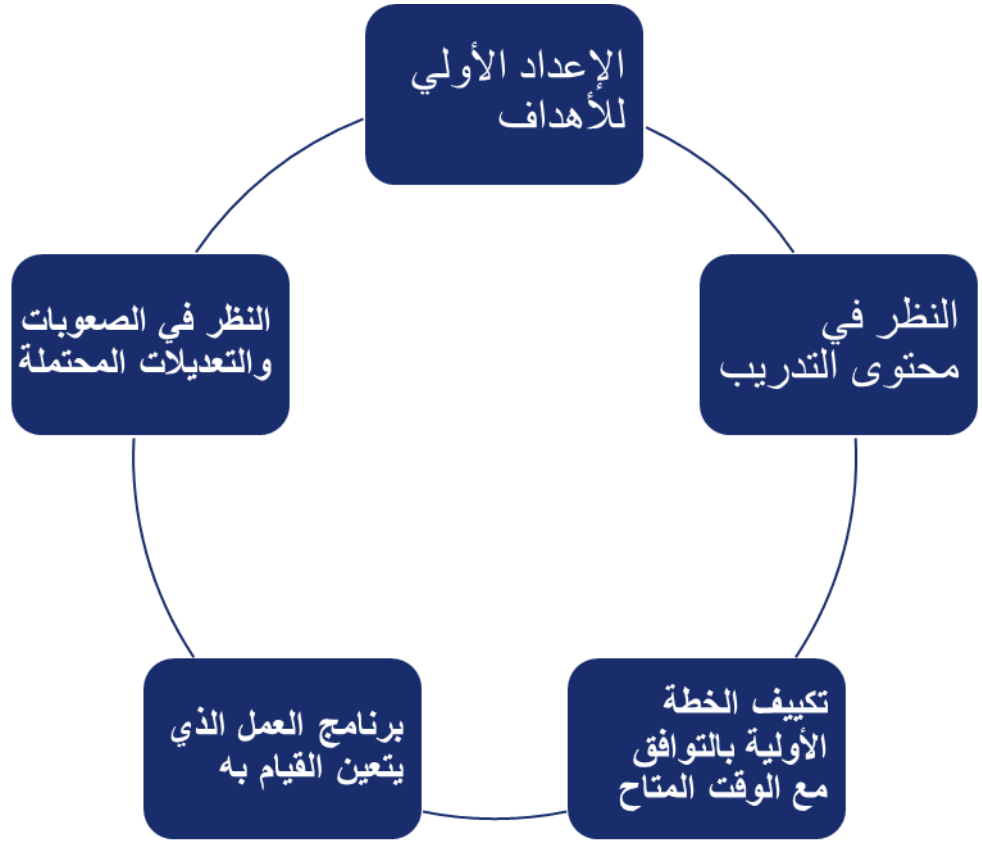 الإعداد الأولي
للأهداف
النظر في
محتوى التدريب
تكييف الخطة
الأولية بالتوافق
مع الوقت المتاح
برنامج العمل الذي
يتعين القيام به
النظر في الصعوبات
والتعديلات المحتملة